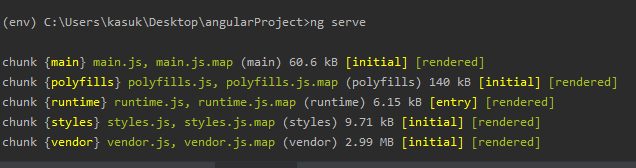 (env) C:\Users\kasuk\Desktop\angularProject>ng serve
chunk {main} main.js, main.js.map (main) 60.6 kB [initial] [rendered]
chunk {polyfills} polyfills.js, polyfills.js.map (polyfills) 140 kB [initial] [rendered]
chunk {runtime} runtime.js, runtime.js.map (runtime) 6.15 kB [entry] [rendered]
chunk {styles} styles.js, styles.js.map (styles) 9.71 kB [initial] [rendered]
chunk {vendor} vendor.js, vendor.js.map (vendor) 2.99 MB [initial] [rendered]